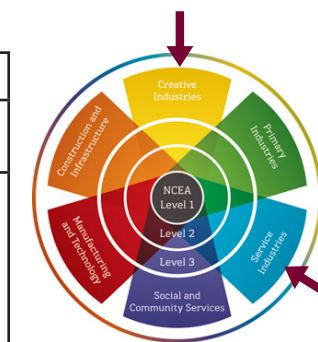 Creative
Industries
Primary
Industries
Construction and
Infrastructure
NCEA
Level 1
Level 2
Level 3
Manufacturing
and Technology
Service
Industries
Social and
Community Services